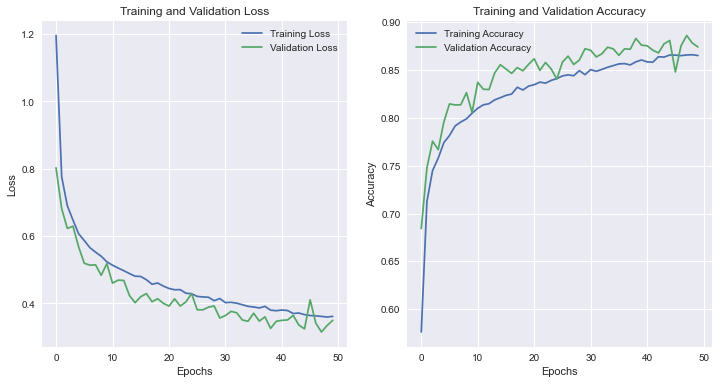 Training and Validation Loss
Training Loss
Validation Loss
1.2
1.0
0.8
0.6
0.4
Loss
0
10
20
30
40
50
Epochs
Training and Validation Accuracy
Training Accuracy
Validation Accuracy
0.90
0.85
0.80
0.75
0.70
0.65
0.60
Accuracy
0
10
20
30
40
50
Epochs